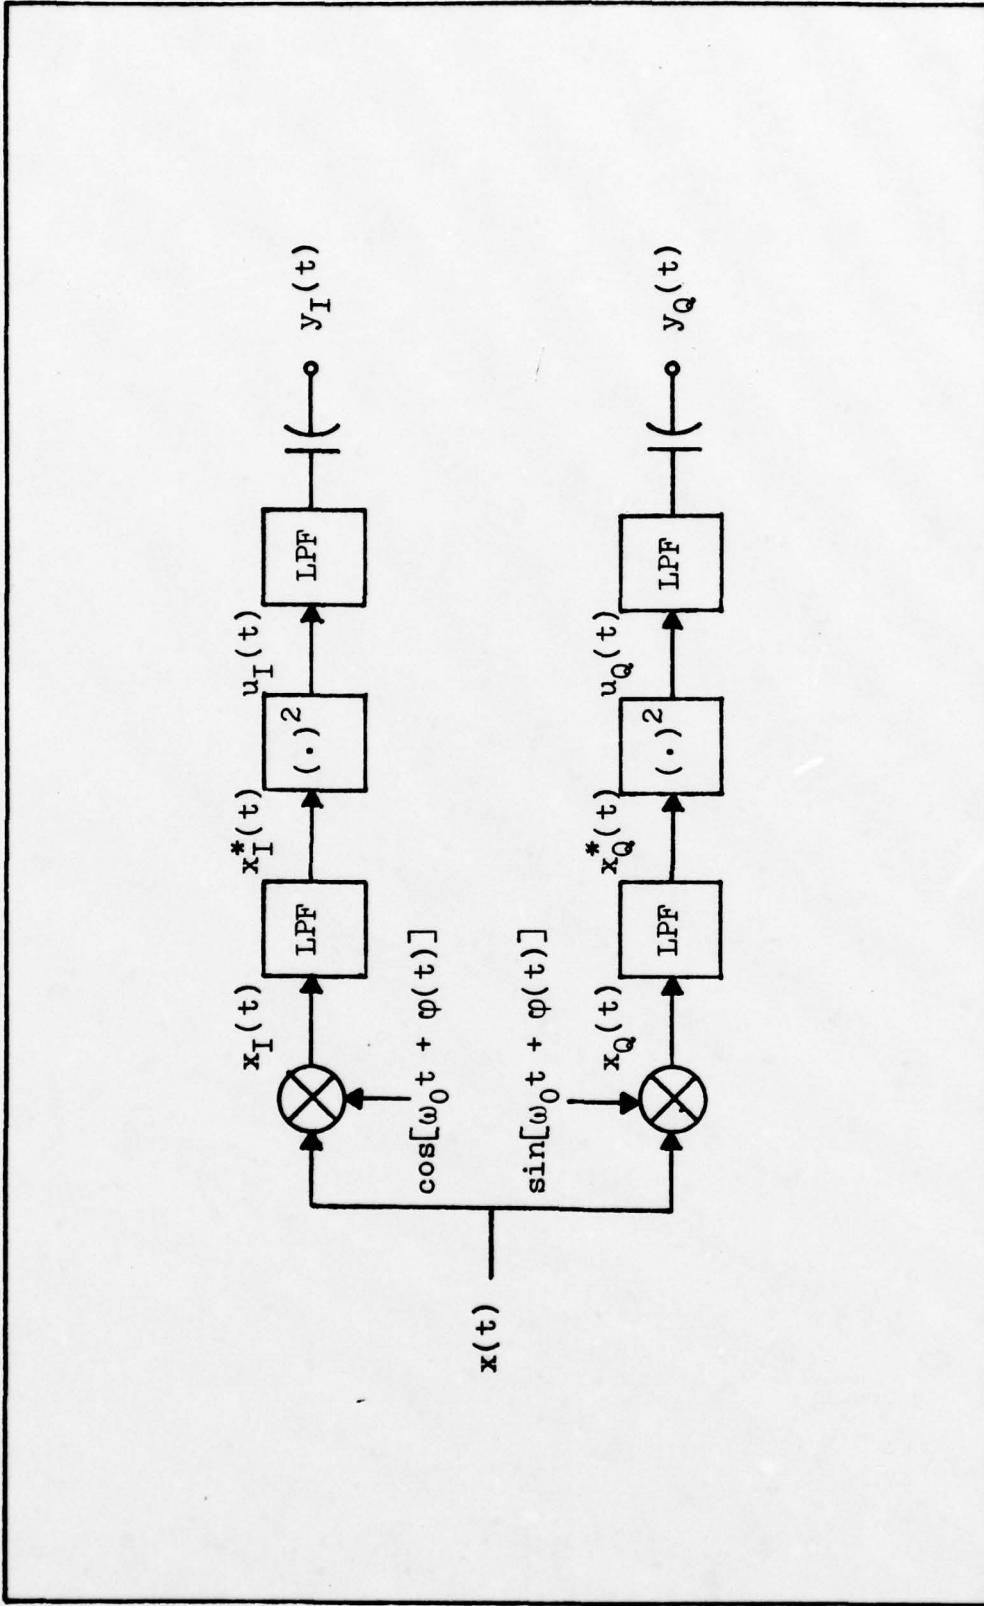 x(t)
x_I(t)
LPF
x_I^*(t)
(·)^2
u_I(t)
LPF
y_I(t)
cos[ω_0t + φ(t)]
sin[ω_0t + φ(t)]
x_Q(t)
LPF
x_Q^*(t)
(·)^2
u_Q(t)
LPF
y_Q(t)